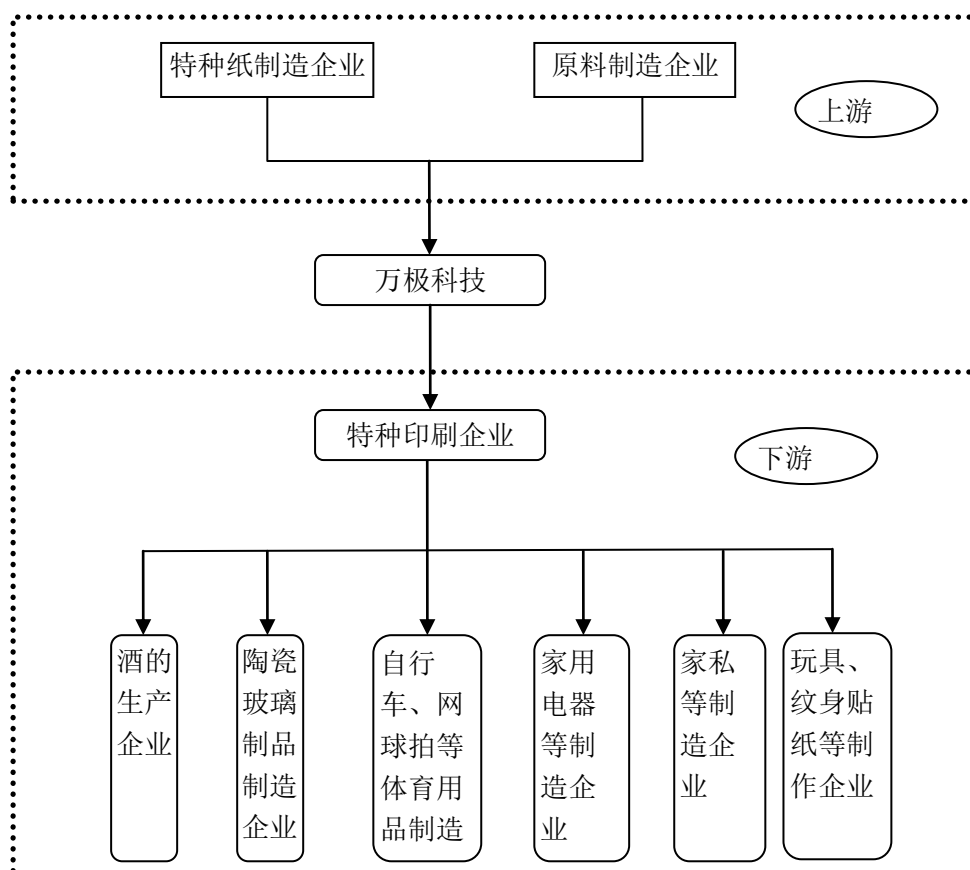 特种纸制造企业
原料制造企业
上游
万极科技
特种印刷企业
下游
酒的
生产
企业
陶瓷
玻璃
制品
制造
企业
自行
车、网
球拍等
体育用
品制造
家用
电器
等制
造企
业
家私
等制
造企
业
玩具、
纹身贴
纸等制
作企业